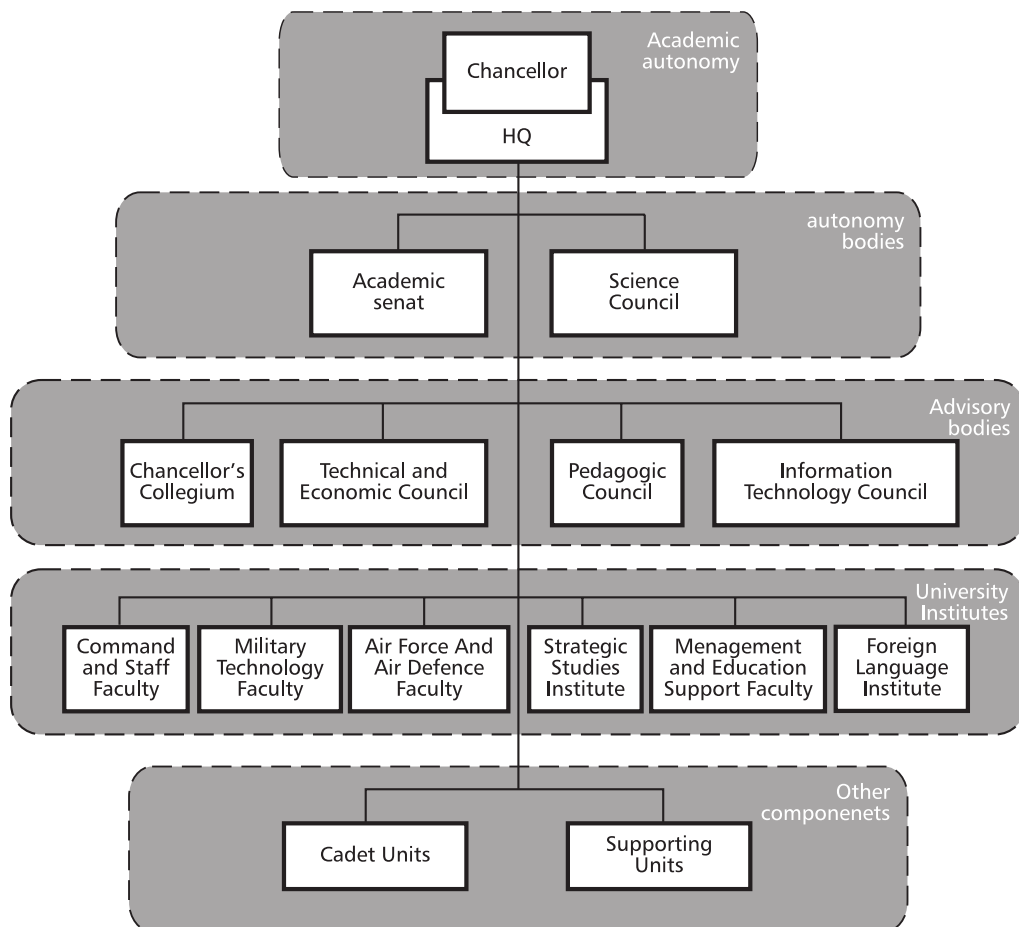 Academic
autonomy
Chancellor
HQ
autonomy
bodies
Academic
senat
Science
Council
Advisory
bodies
Chancellor's
Collegium
Technical and
Economic Council
Pedagogic
Council
Information
Technology Council
University
Institutes
Command
and Staff
Faculty
Military
Technology
Faculty
Air Force And
Air Defence
Faculty
Strategic
Studies
Institute
Menagement
and Education
Support Faculty
Foreign
Language
Institute
Other
componenets
Cadet Units
Supporting
Units